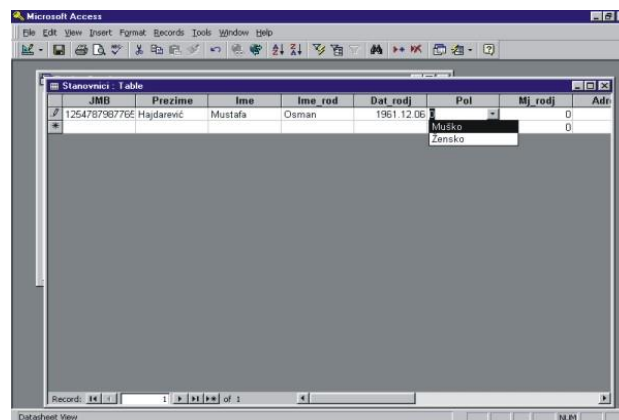 Microsoft Access
File Edit View Insert Format Records Tools Window Help
Stanovnici : Table
JMB Prezime Ime Ime_rod Dat_rodj Pol Mj_rodj Adr
1254787987765 Hajdarević Mustafa Osman 1961.12.06 0 0
Muško 0
Žensko
Record: 1 of 1
Datasheet View NUM